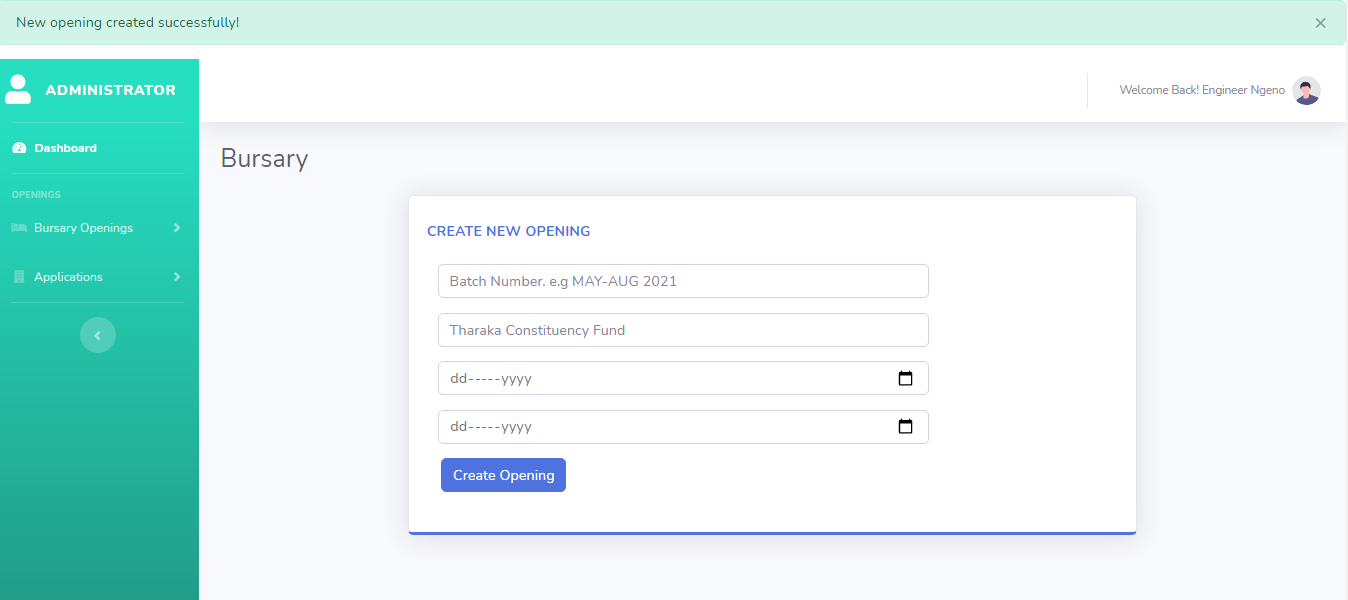 New opening created successfully!
×
ADMINISTRATOR
Welcome Back! Engineer Ngeno
Dashboard
OPENINGS
Bursary Openings
Applications
Bursary
CREATE NEW OPENING
Batch Number. e.g MAY-AUG 2021
Tharaka Constituency Fund
dd-----yyyy
dd-----yyyy
Create Opening